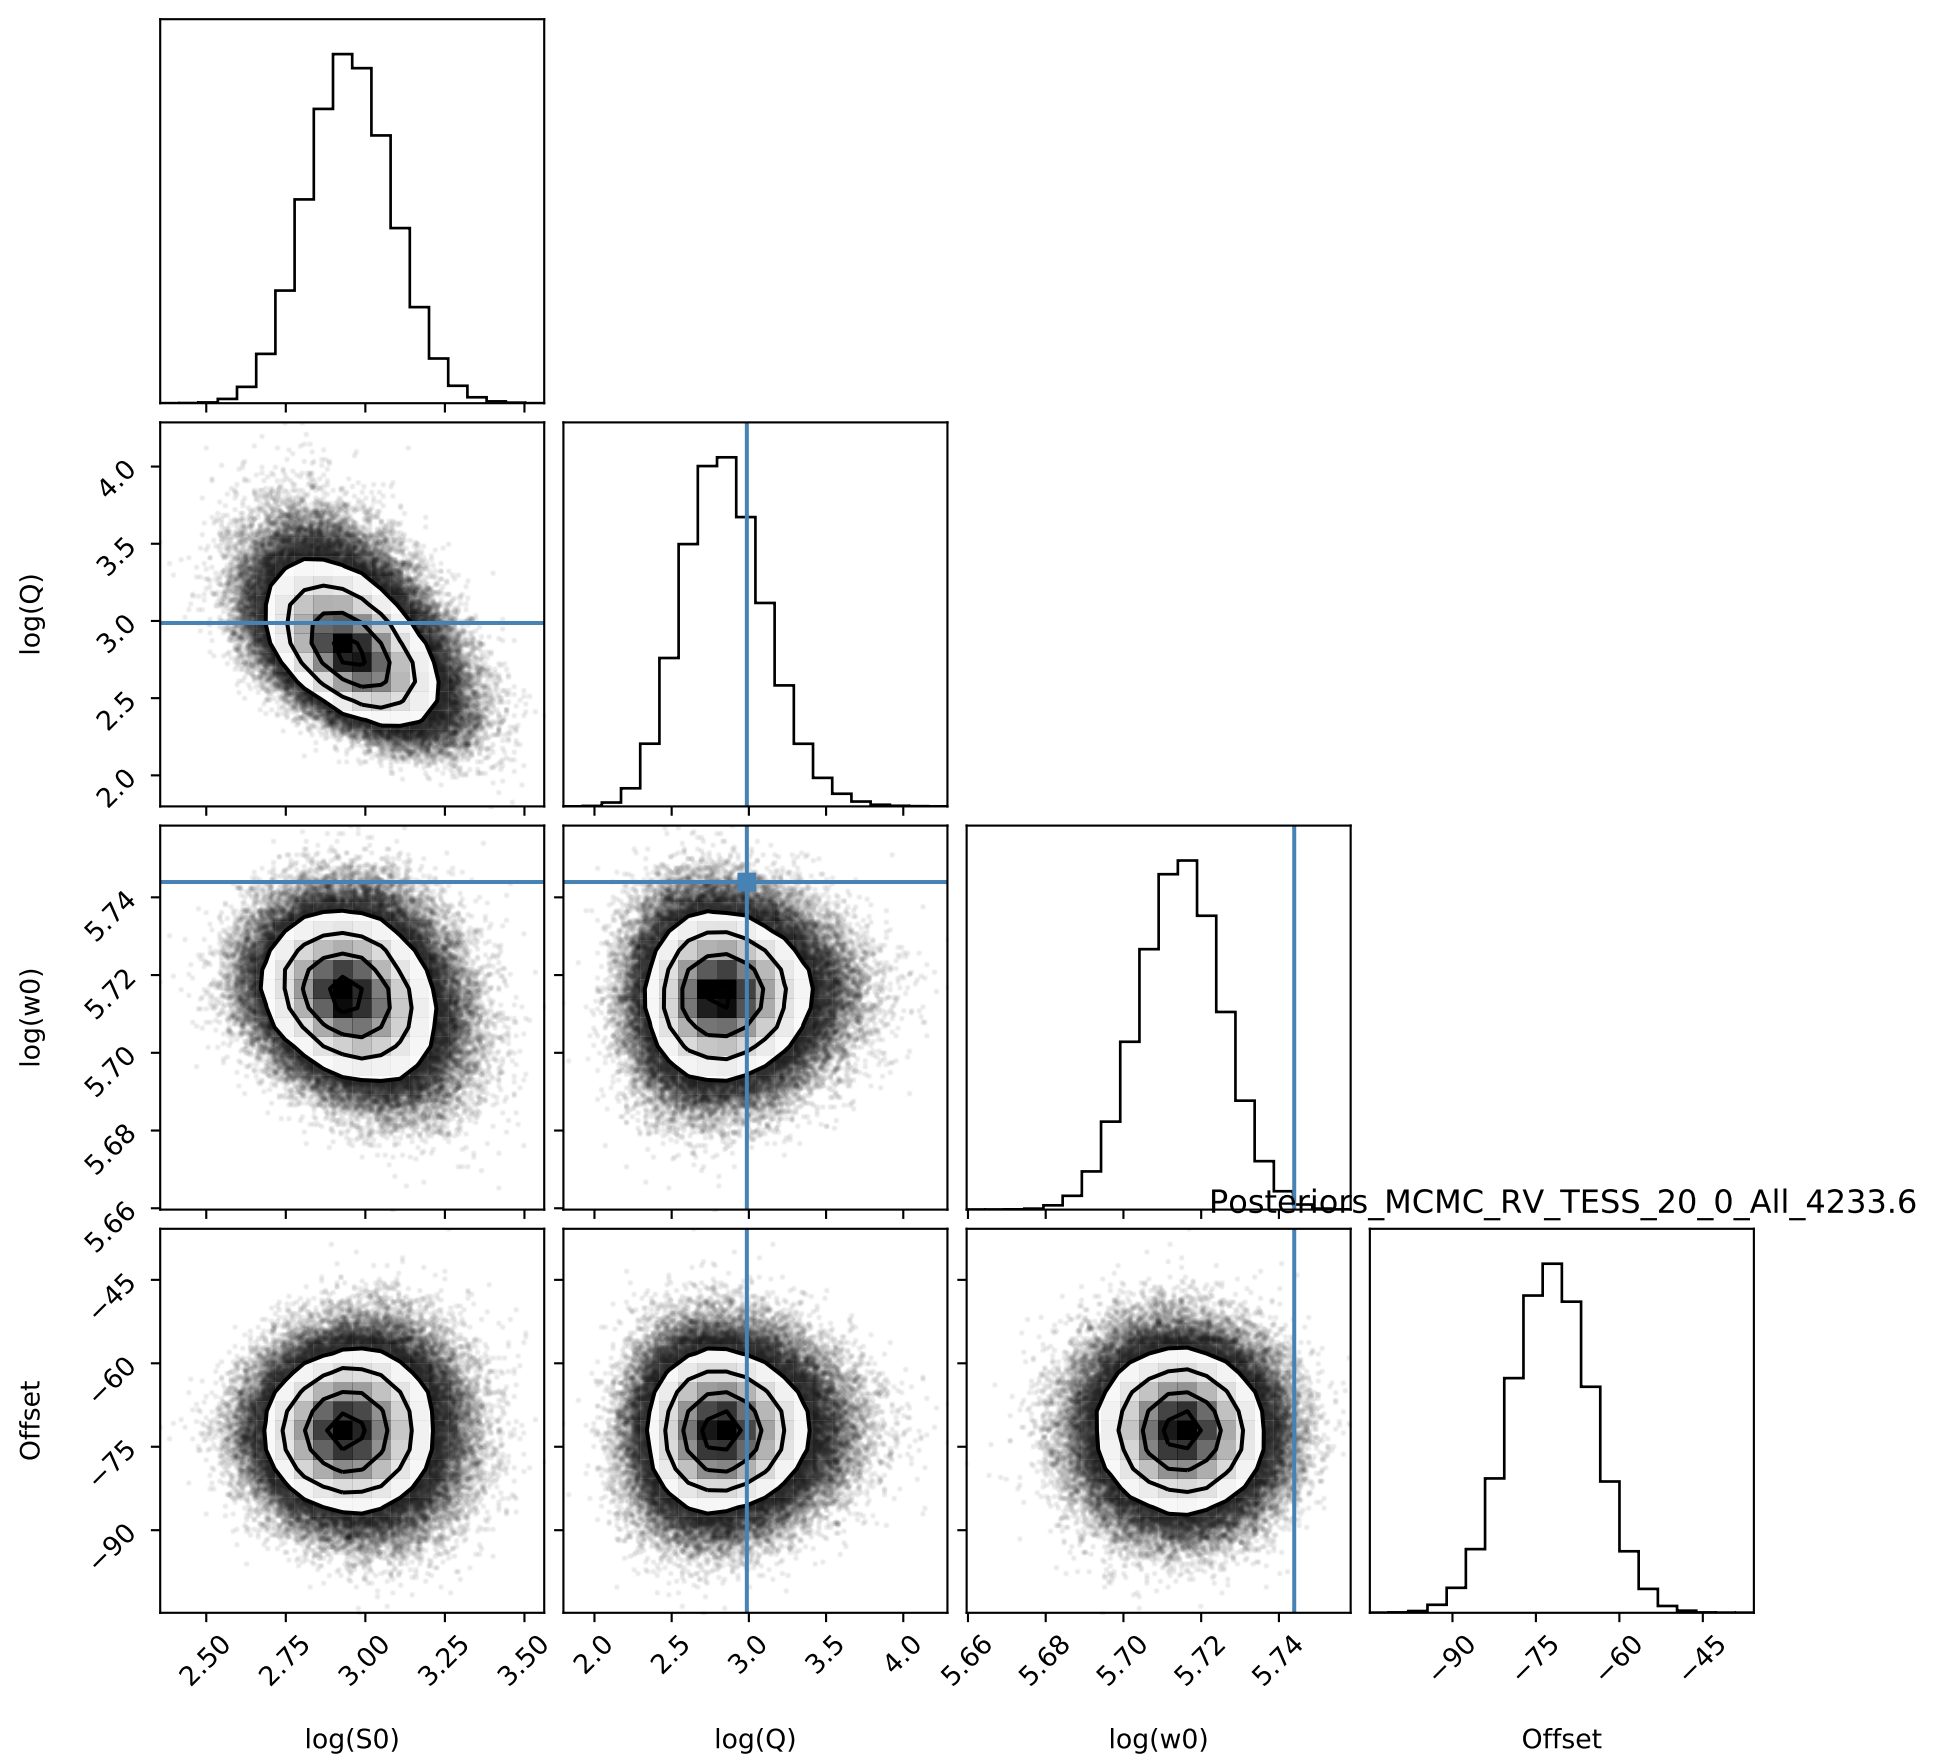 log(Q)
4.0
3.5
3.0
2.5
2.0
log(w0)
5.74
5.72
5.70
5.68
5.66
Posteriors_MCMC_RV_TESS_20_0_All_4233.6
Offset
−45
−60
−75
−90
2.50 2.75 3.00 3.25 3.50 2.0 2.5 3.0 3.5 4.0 5.66 5.68 5.70 5.72 5.74 −90 −75 −60 −45
log(S0) log(Q) log(w0) Offset